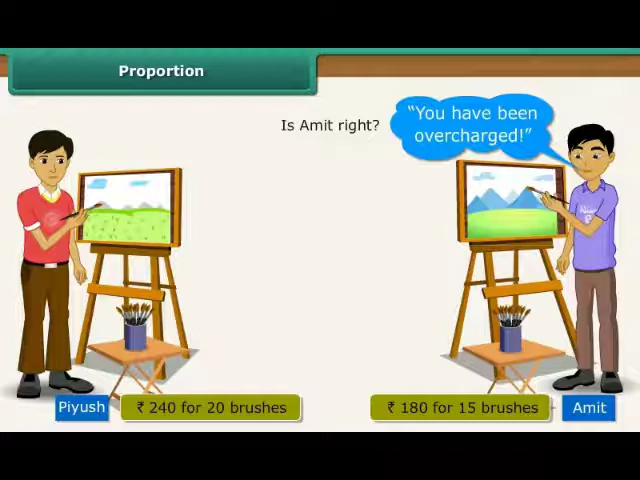 Proportion
Is Amit right?
“You have been
overcharged!”
Piyush
₹ 240 for 20 brushes
₹ 180 for 15 brushes
Amit